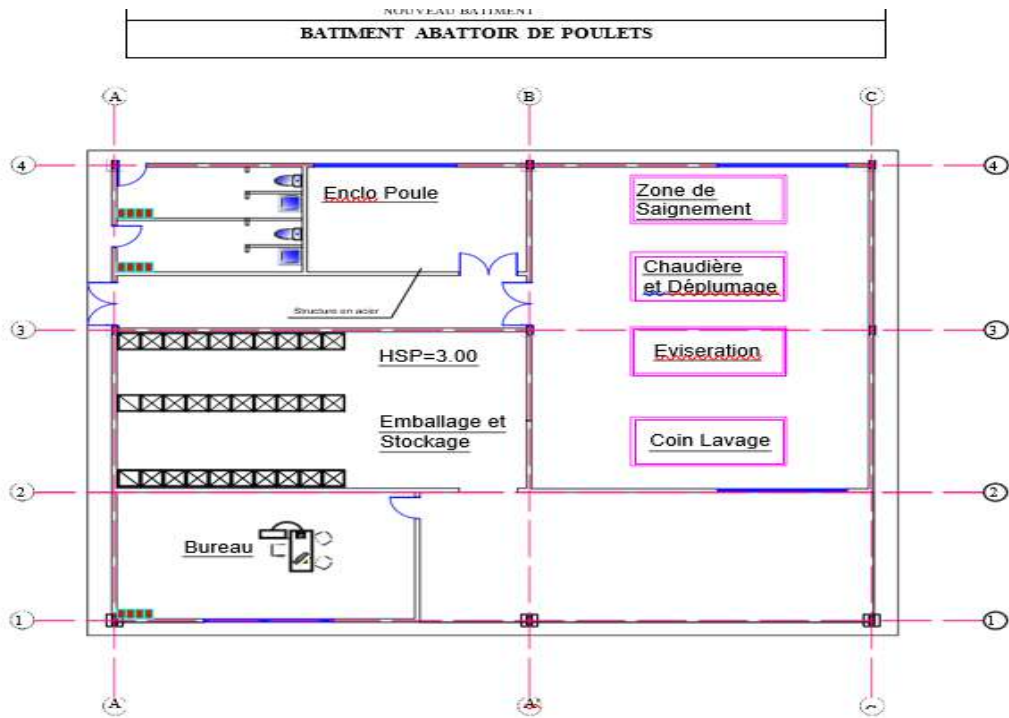 NOUVEAU BATIMENT
BATIMENT ABATTOIR DE POULETS
A B C
4 4
Enclo Poule
Zone de
Saignement
Chaudière
et Déplumage
Structure en acier
3 3
HSP=3.00
Eviseration
Emballage et
Stockage
Coin Lavage
2 2
Bureau
1 1
A A'